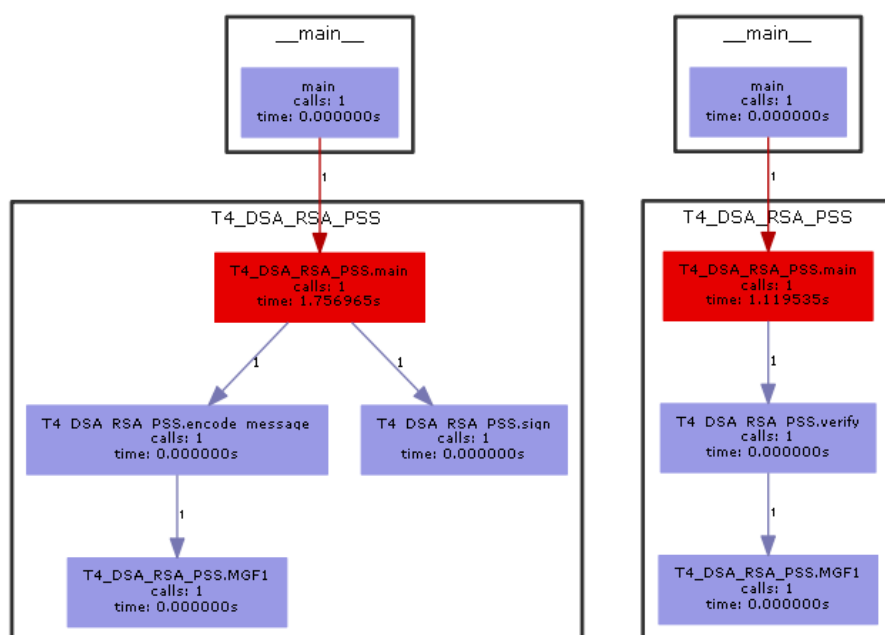 __main__
main
calls: 1
time: 0.000000s
1
T4_DSA_RSA_PSS
T4_DSA_RSA_PSS.main
calls: 1
time: 1.756965s
1
1
T4_DSA_RSA_PSS.encode_message
calls: 1
time: 0.000000s
T4_DSA_RSA_PSS.sign
calls: 1
time: 0.000000s
1
T4_DSA_RSA_PSS.MGF1
calls: 1
time: 0.000000s
__main__
main
calls: 1
time: 0.000000s
1
T4_DSA_RSA_PSS
T4_DSA_RSA_PSS.main
calls: 1
time: 1.119535s
1
T4_DSA_RSA_PSS.verify
calls: 1
time: 0.000000s
1
T4_DSA_RSA_PSS.MGF1
calls: 1
time: 0.000000s